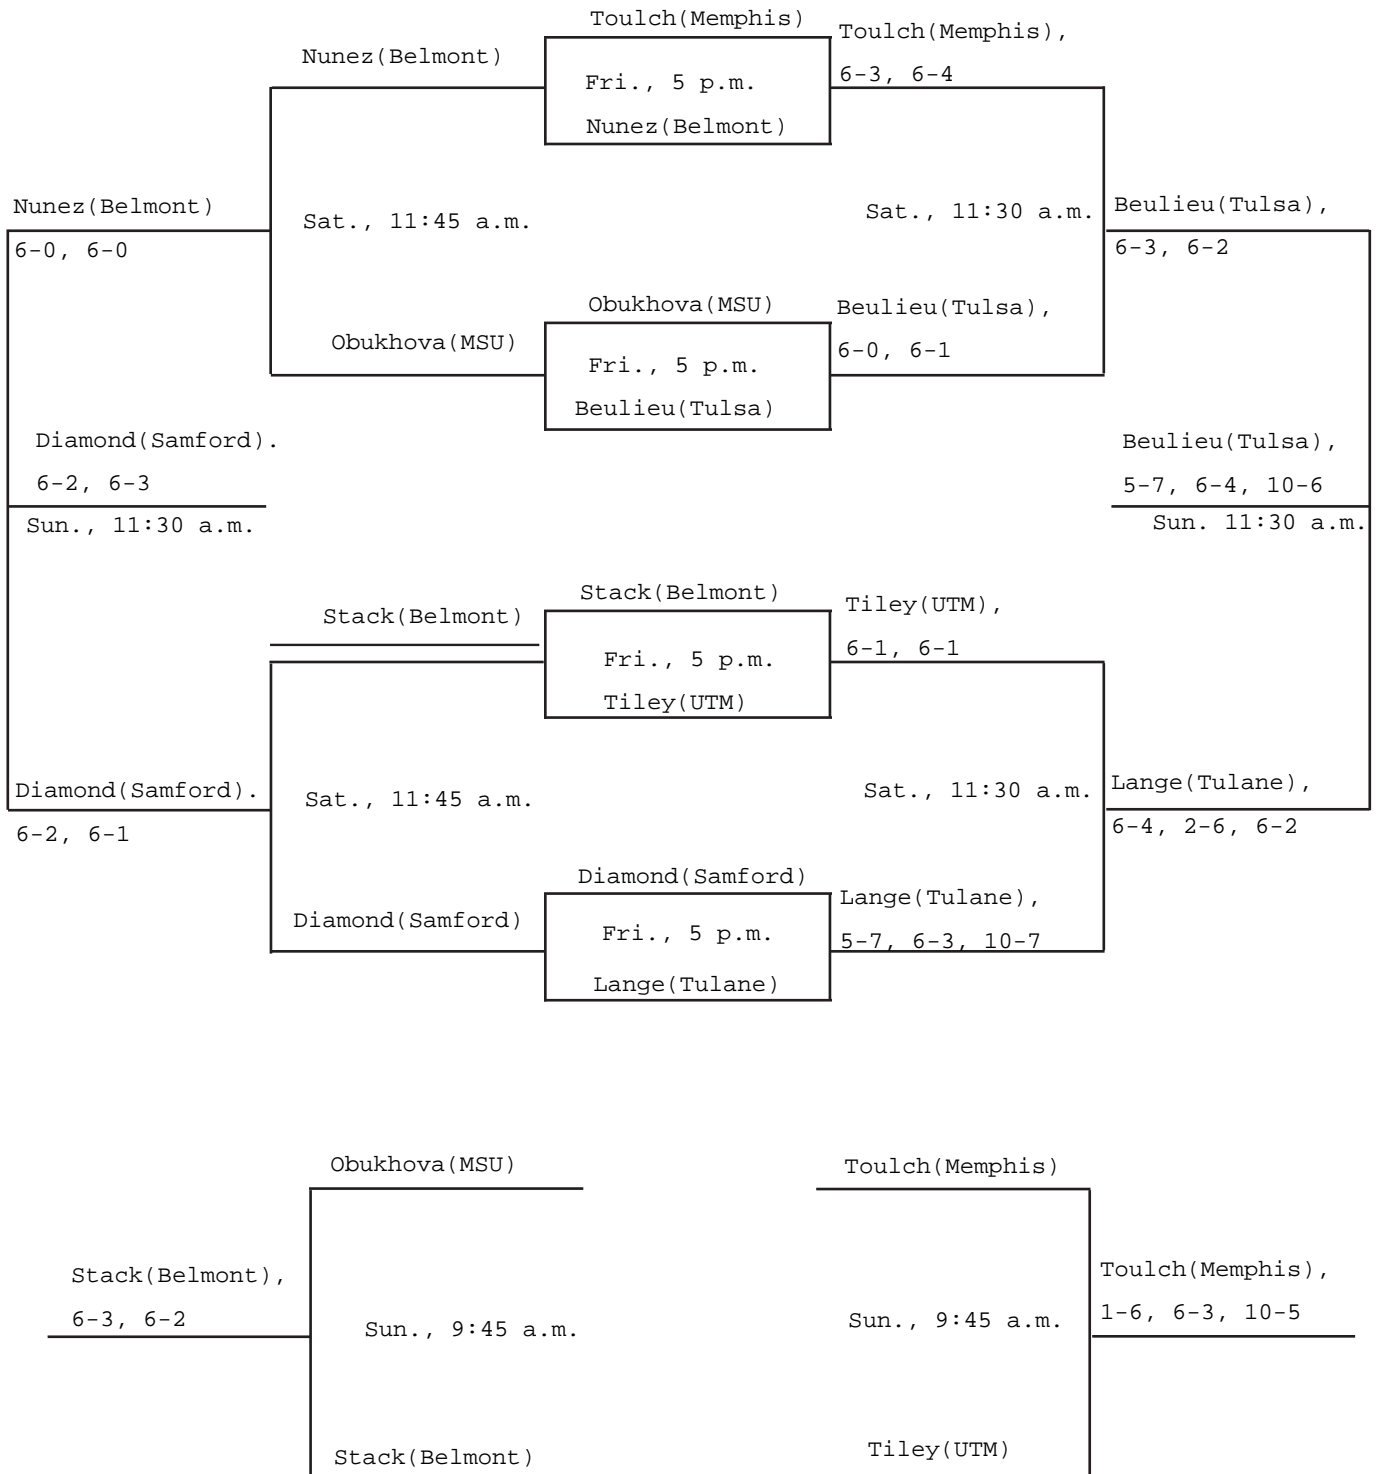 Toulch(Memphis)
Nunez(Belmont)
Toulch(Memphis),
Fri., 5 p.m.
6-3, 6-4
Nunez(Belmont)
Nunez(Belmont)
Sat., 11:45 a.m.
Sat., 11:30 a.m.
Beulieu(Tulsa),
6-0, 6-0
6-3, 6-2
Obukhova(MSU)
Beulieu(Tulsa),
Obukhova(MSU)
Fri., 5 p.m.
6-0, 6-1
Beulieu(Tulsa)
Diamond(Samford).
Beulieu(Tulsa),
6-2, 6-3
5-7, 6-4, 10-6
Sun., 11:30 a.m.
Sun. 11:30 a.m.
Stack(Belmont)
Stack(Belmont)
Tiley(UTM),
Fri., 5 p.m.
6-1, 6-1
Tiley(UTM)
Diamond(Samford).
Sat., 11:45 a.m.
Sat., 11:30 a.m.
Lange(Tulane),
6-2, 6-1
6-4, 2-6, 6-2
Diamond(Samford)
Lange(Tulane),
Diamond(Samford)
Fri., 5 p.m.
5-7, 6-3, 10-7
Lange(Tulane)
Obukhova(MSU)
Toulch(Memphis)
Stack(Belmont),
Toulch(Memphis),
6-3, 6-2
Sun., 9:45 a.m.
Sun., 9:45 a.m.
1-6, 6-3, 10-5
Stack(Belmont)
Tiley(UTM)